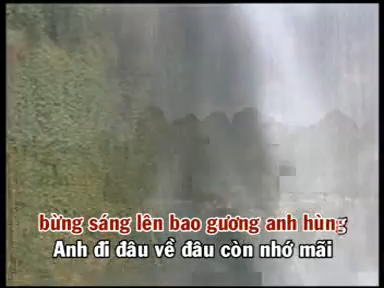 bừng sáng lên bao gương anh hùng
Anh đi đâu về đâu còn nhớ mãi